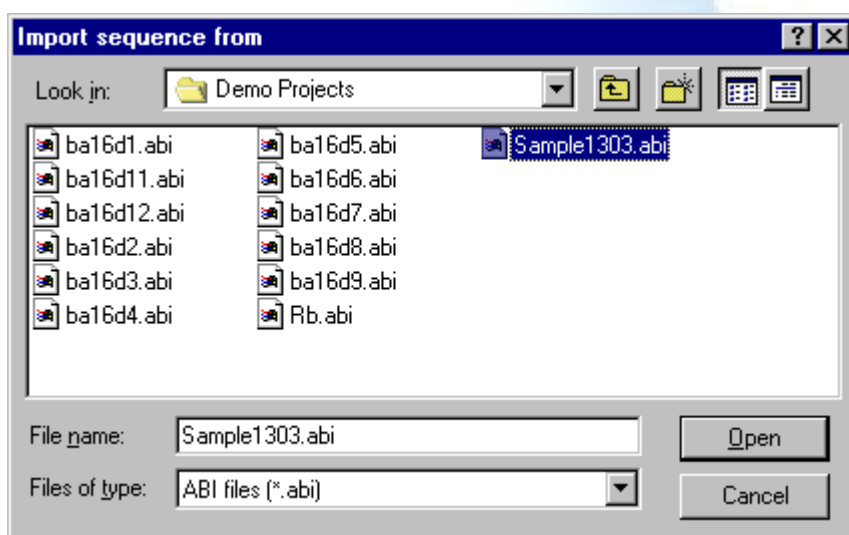 Import sequence from
Look in: Demo Projects
ba16d1.abi ba16d5.abi Sample1303.abi
ba16d11.abi ba16d6.abi
ba16d12.abi ba16d7.abi
ba16d2.abi ba16d8.abi
ba16d3.abi ba16d9.abi
ba16d4.abi Rb.abi
File name: Sample1303.abi Open
Files of type: ABI files (*.abi) Cancel